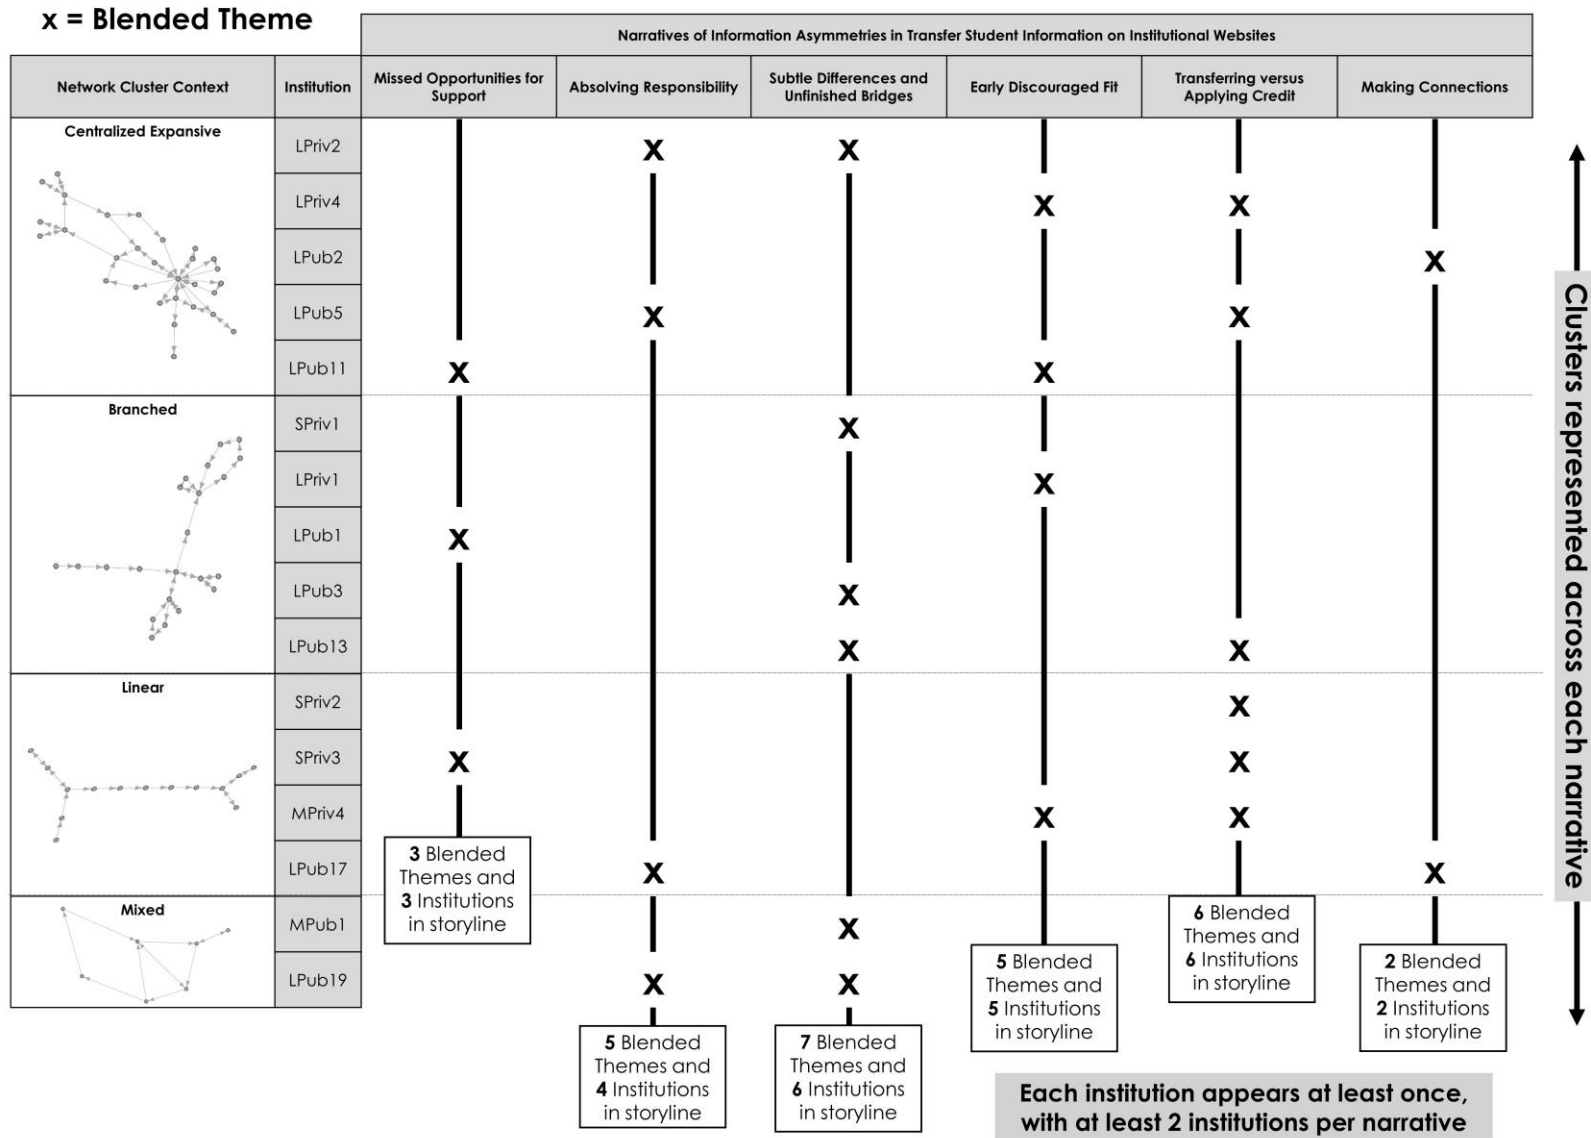 x = Blended Theme
Narratives of Information Asymmetries in Transfer Student Information on Institutional Websites
Network Cluster Context
Institution
Missed Opportunities for
Support
Absolving Responsibility
Subtle Differences and
Unfinished Bridges
Early Discouraged Fit
Transferring versus
Applying Credit
Making Connections
Centralized Expansive
LPriv2
x x
LPriv4
x x
LPub2
x
LPub5
x x
LPub11
x x
Branched
SPriv1
x
LPriv1
x
LPub1
x
LPub3
x
LPub13
x x
Linear
SPriv2
x
SPriv3
x x
MPriv4
x x
LPub17
x x
Mixed
MPub1
x
LPub19
x x
3 Blended
Themes and
3 Institutions
in storyline
5 Blended
Themes and
4 Institutions
in storyline
7 Blended
Themes and
6 Institutions
in storyline
5 Blended
Themes and
5 Institutions
in storyline
6 Blended
Themes and
6 Institutions
in storyline
2 Blended
Themes and
2 Institutions
in storyline
Clusters represented across each narrative
Each institution appears at least once,
with at least 2 institutions per narrative